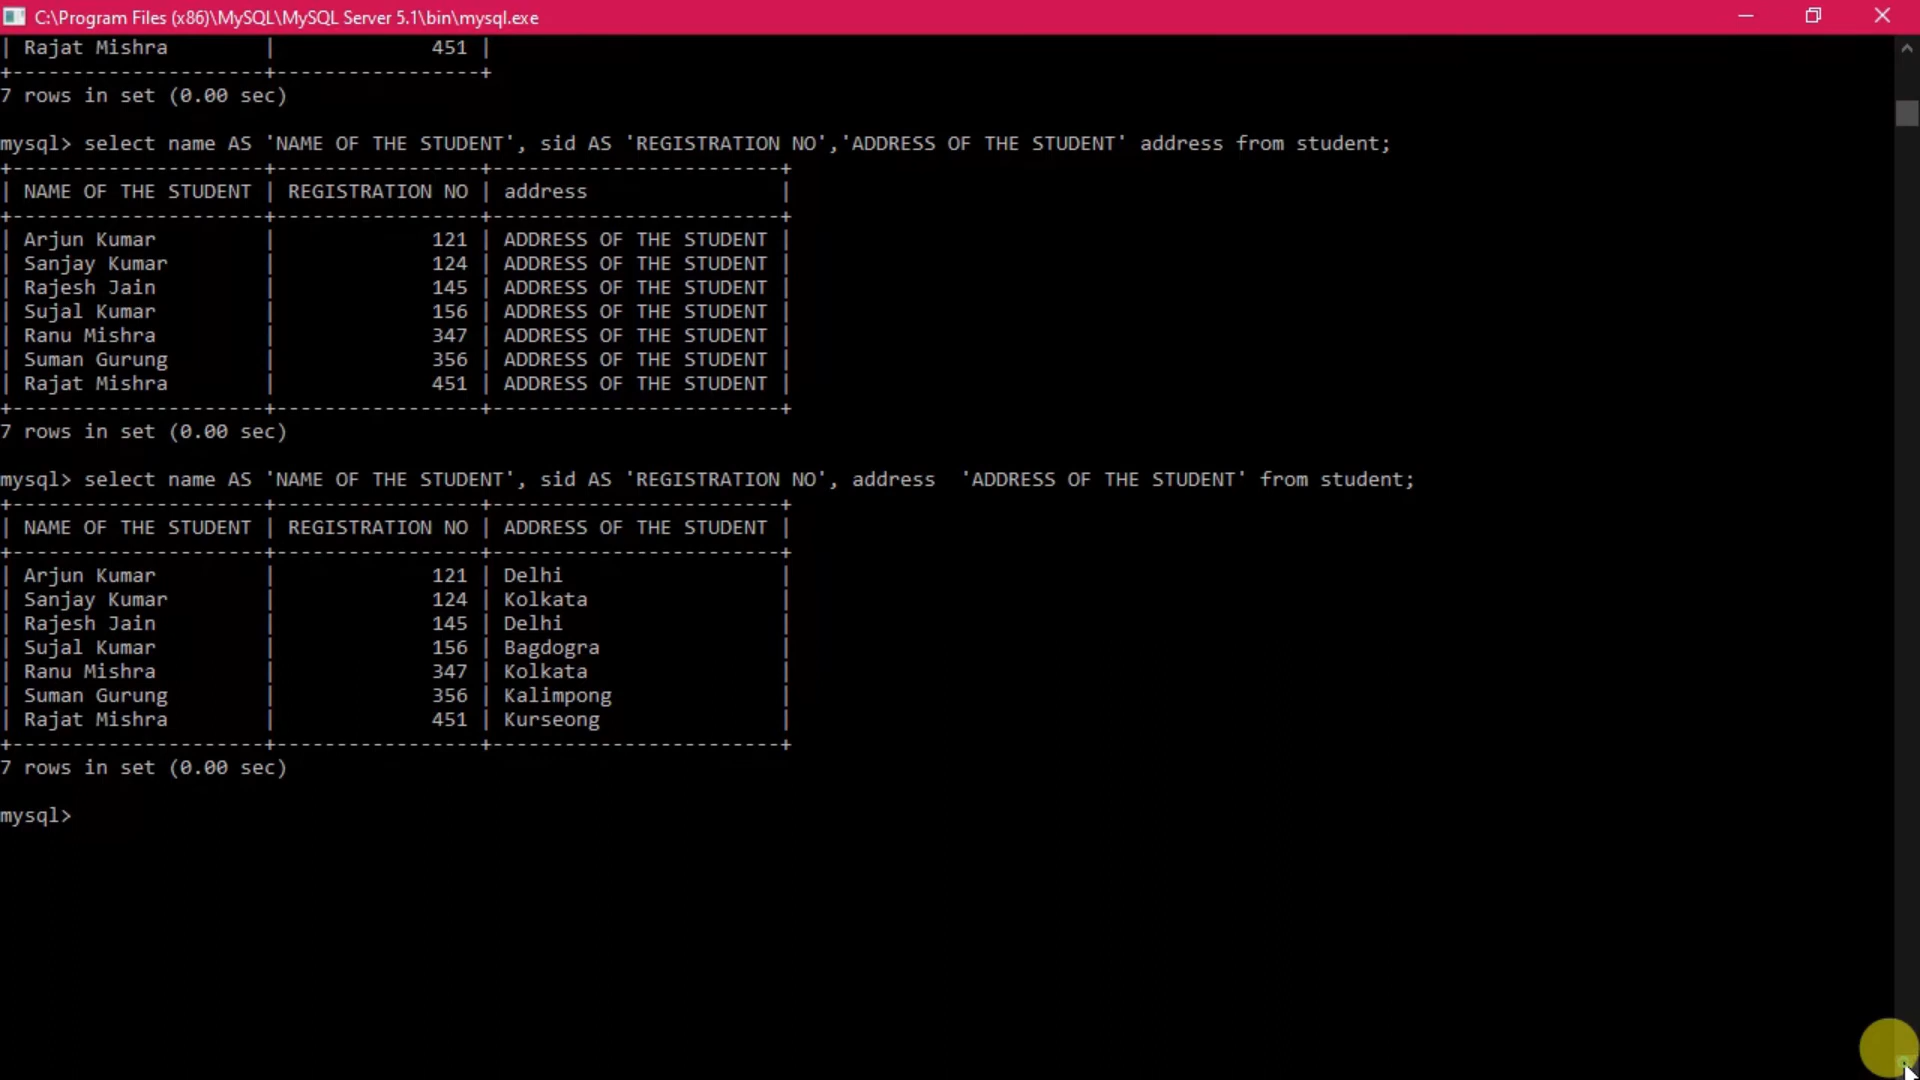 C:\Program Files (x86)\MySQL\MySQL Server 5.1\bin\mysql.exe
| Rajat Mishra         |             451 |
+----------------------+-----------------+
7 rows in set (0.00 sec)
mysql> select name AS 'NAME OF THE STUDENT', sid AS 'REGISTRATION NO','ADDRESS OF THE STUDENT' address from student;
+---------------------+-----------------+------------------------+
| NAME OF THE STUDENT | REGISTRATION NO | address                |
+---------------------+-----------------+------------------------+
| Arjun Kumar         |             121 | ADDRESS OF THE STUDENT |
| Sanjay Kumar        |             124 | ADDRESS OF THE STUDENT |
| Rajesh Jain         |             145 | ADDRESS OF THE STUDENT |
| Sujal Kumar         |             156 | ADDRESS OF THE STUDENT |
| Ranu Mishra         |             347 | ADDRESS OF THE STUDENT |
| Suman Gurung        |             356 | ADDRESS OF THE STUDENT |
| Rajat Mishra        |             451 | ADDRESS OF THE STUDENT |
+---------------------+-----------------+------------------------+
7 rows in set (0.00 sec)
mysql> select name AS 'NAME OF THE STUDENT', sid AS 'REGISTRATION NO', address  'ADDRESS OF THE STUDENT' from student;
+---------------------+-----------------+------------------------+
| NAME OF THE STUDENT | REGISTRATION NO | ADDRESS OF THE STUDENT |
+---------------------+-----------------+------------------------+
| Arjun Kumar         |             121 | Delhi                  |
| Sanjay Kumar        |             124 | Kolkata                |
| Rajesh Jain         |             145 | Delhi                  |
| Sujal Kumar         |             156 | Bagdogra               |
| Ranu Mishra         |             347 | Kolkata                |
| Suman Gurung        |             356 | Kalimpong              |
| Rajat Mishra        |             451 | Kurseong               |
+---------------------+-----------------+------------------------+
7 rows in set (0.00 sec)
mysql>